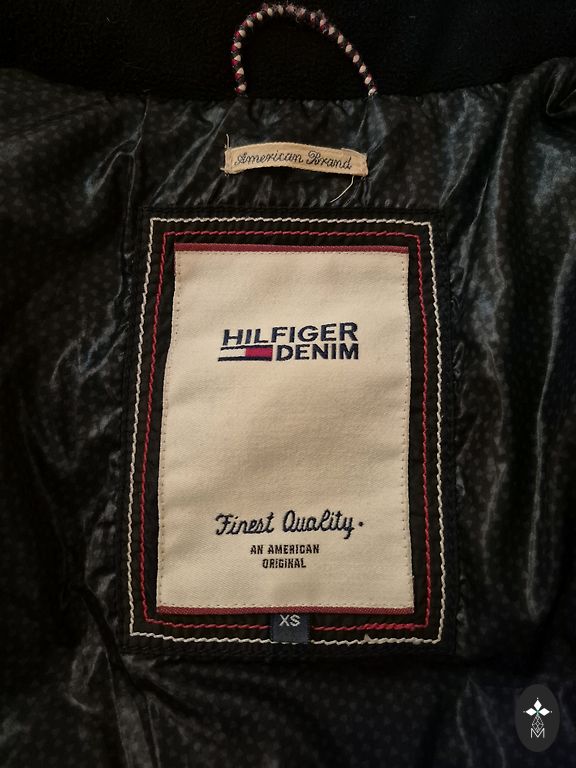 American Brand
HILFIGER
DENIM
Finest Quality.
AN AMERICAN
ORIGINAL
XS